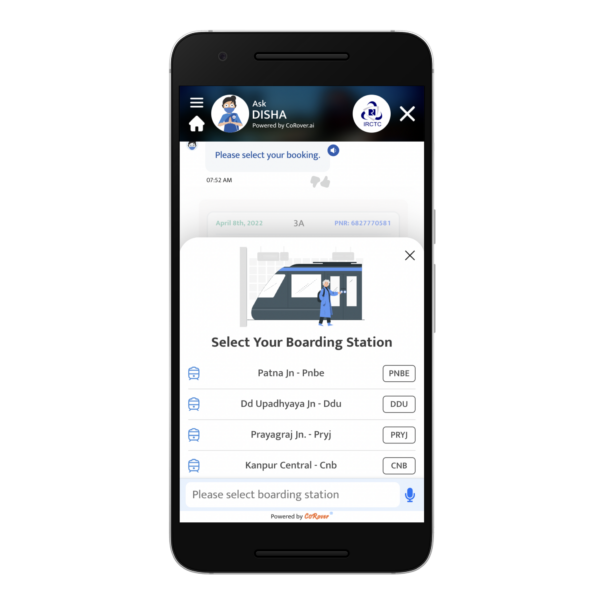 Ask
DISHA
Powered by CoRover.ai
IRCTC
Please select your booking.
07:52 AM
April 8th, 2022 3A PNR: 6827770581
Select Your Boarding Station
Patna Jn - Pnbe PNBE
Dd Upadhyaya Jn - Ddu DDU
Prayagraj Jn. - Pryj PRYJ
Kanpur Central - Cnb CNB
Please select boarding station
Powered by CoRover